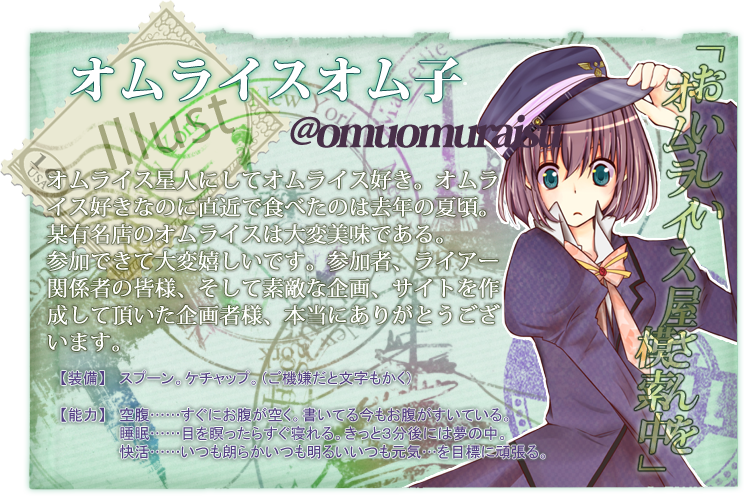 オムライスオム子
Illust
@omuomuraisu
オムライス星人にしてオムライス好き。オムラ
イス好きなのに直近で食べたのは去年の夏頃。
某有名店のオムライスは大変美味である。
参加できて大変嬉しいです。参加者、ライアー
関係者の皆様、そして素敵な企画、サイトを作
成して頂いた企画者様、本当にありがとうござ
います。
【装備】 スプーン。ケチャップ。(ご機嫌だと文字もかく)
【能力】 空腹……すぐにお腹が空く。書いてる今もお腹がすいている。
睡眠……目を瞑ったらすぐ寝れる。きっと3分後には夢の中。
快活……いつも朗らかいつも明るいいつも元気…を目標に頑張る。
『おいしい
オムライス屋さんを
模索中』